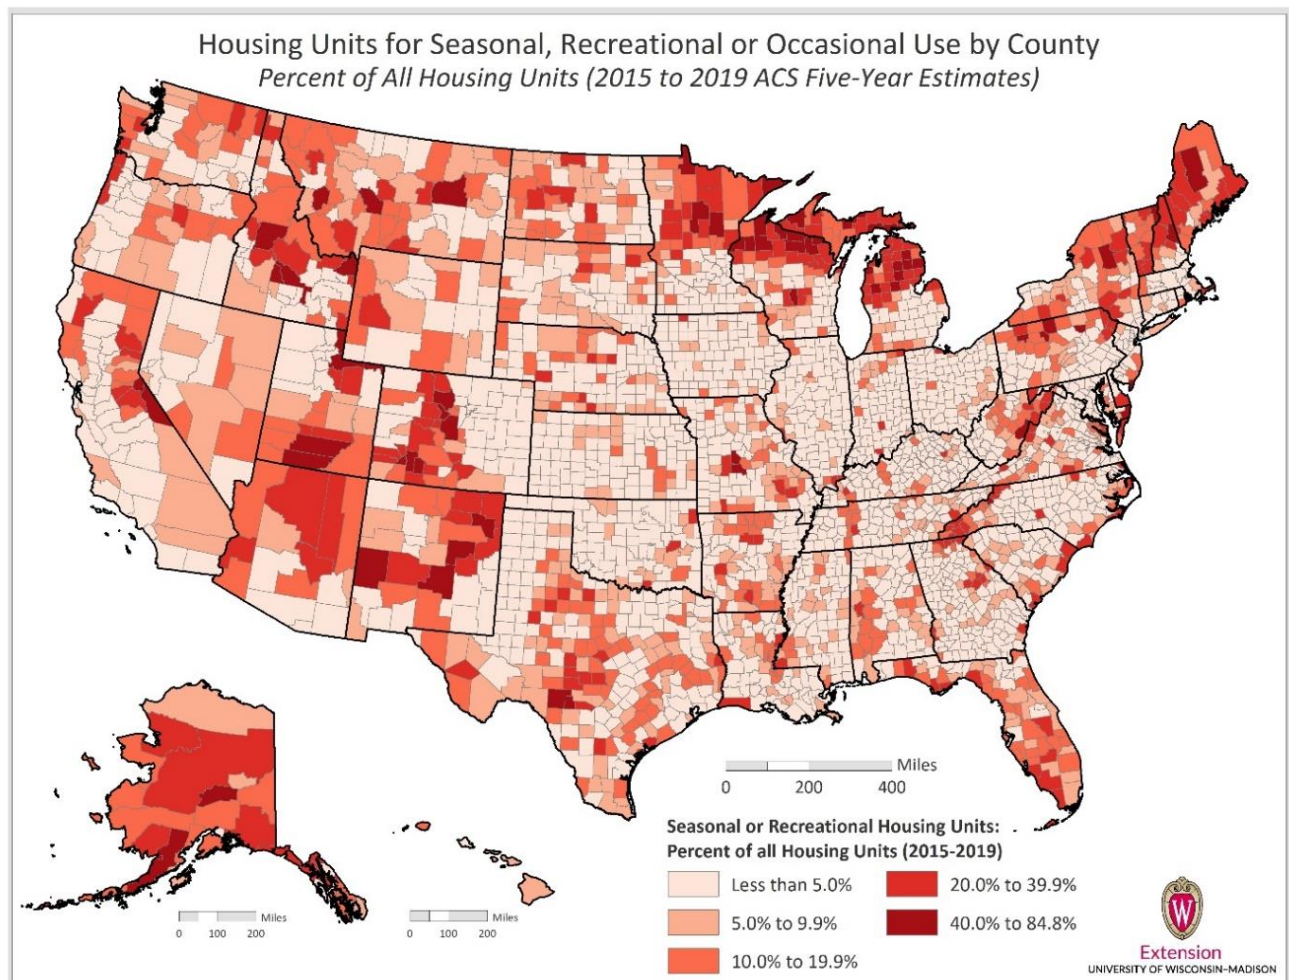 Housing Units for Seasonal, Recreational or Occasional Use by County
Percent of All Housing Units (2015 to 2019 ACS Five-Year Estimates)
Miles
0 200 400
Seasonal or Recreational Housing Units:
Percent of all Housing Units (2015-2019)
Less than 5.0%
20.0% to 39.9%
5.0% to 9.9%
40.0% to 84.8%
10.0% to 19.9%
Miles
0 100 200
Miles
0 100 200
W
Extension
UNIVERSITY OF WISCONSIN–MADISON